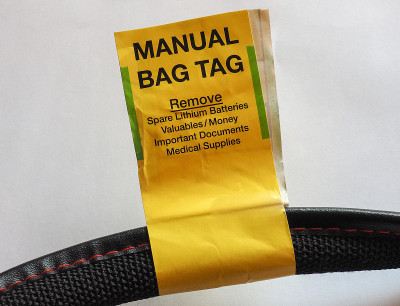 MANUAL
BAG TAG
Remove
Spare Lithium Batteries
Valuables/Money
Important Documents
Medical Supplies